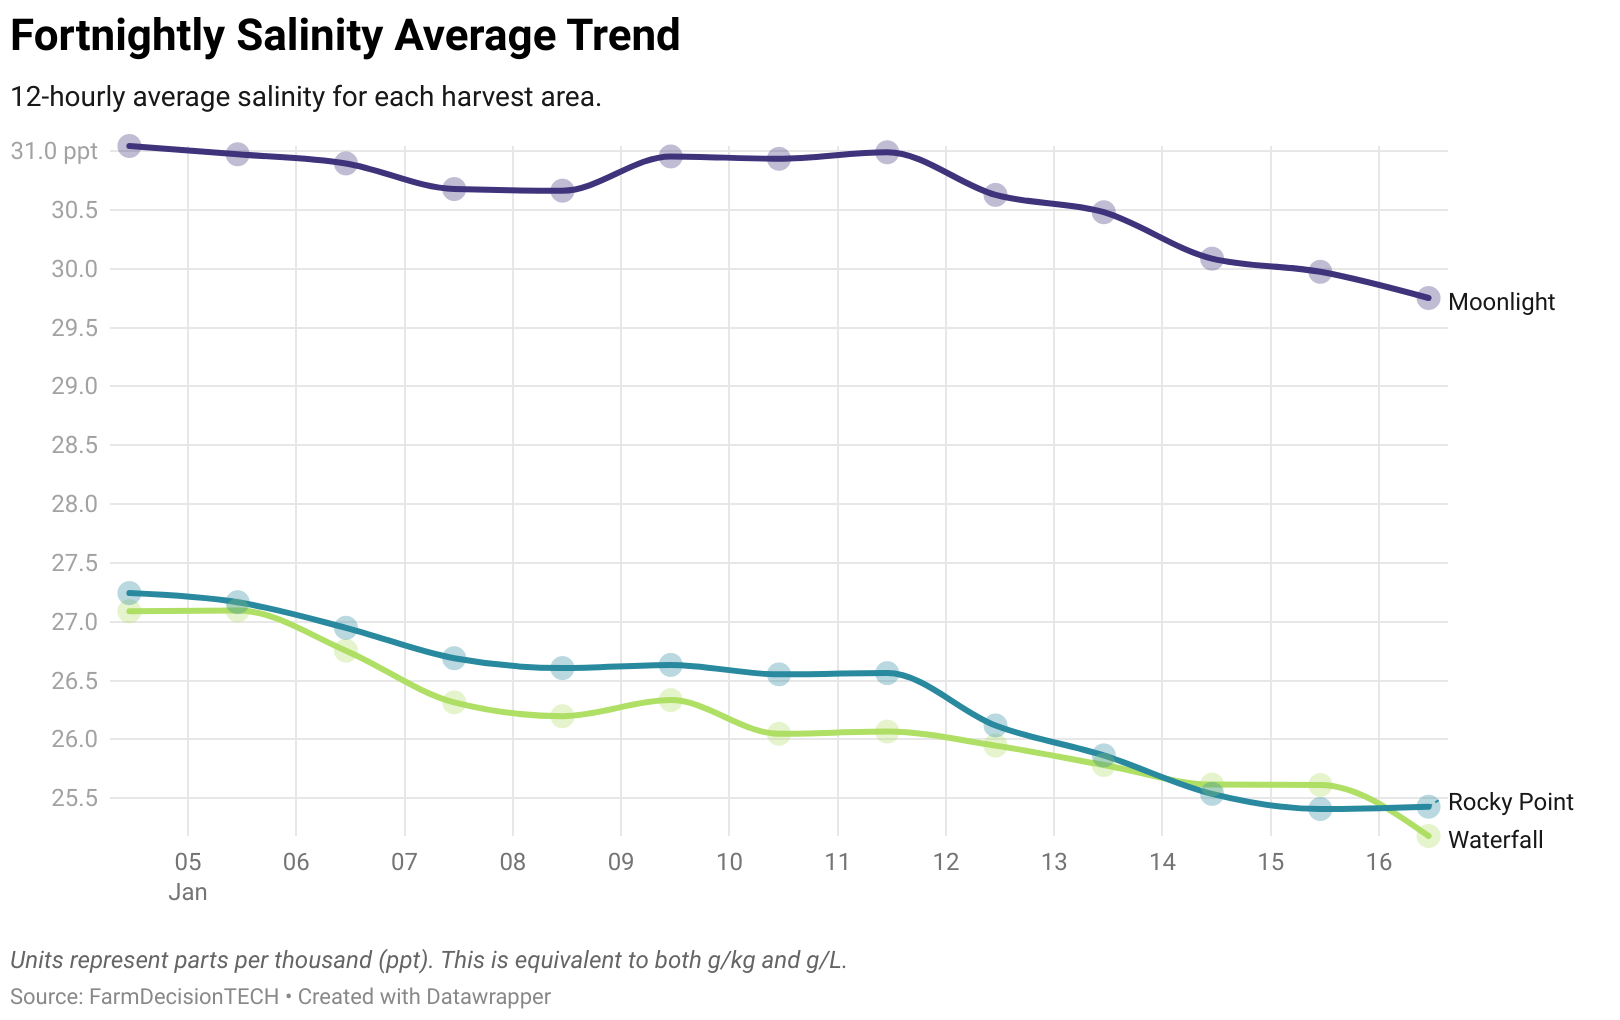 Fortnightly Salinity Average Trend
12-hourly average salinity for each harvest area.
31.0 ppt
30.5
30.0
29.5
29.0
28.5
28.0
27.5
27.0
26.5
26.0
25.5
Moonlight
Rocky Point
Waterfall
05 06 07 08 09 10 11 12 13 14 15 16
Jan
Units represent parts per thousand (ppt). This is equivalent to both g/kg and g/L.
Source: FarmDecisionTECH • Created with Datawrapper